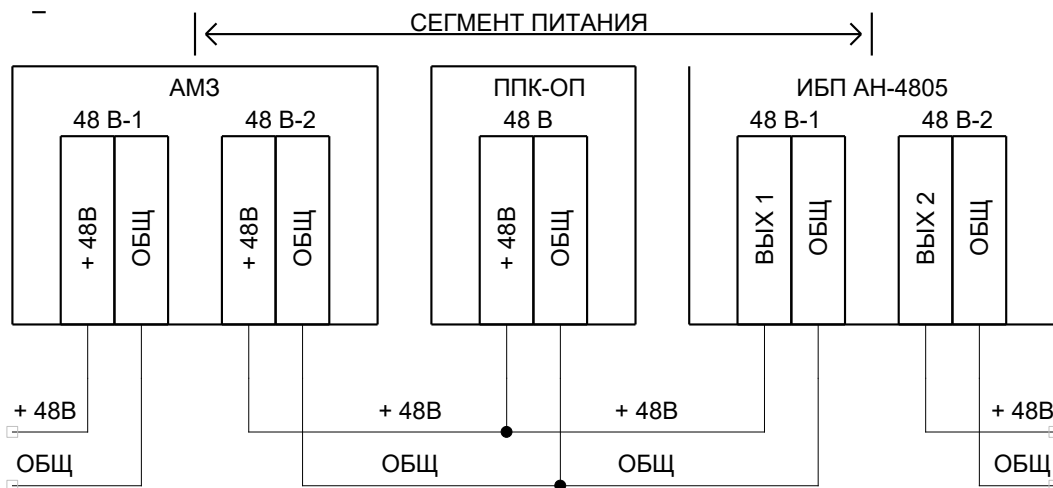 СЕГМЕНТ ПИТАНИЯ
АМЗ ППК-ОП ИБП АН-4805
48 В-1 48 В-2 48 В 48 В-1 48 В-2
+ 48В ОБЩ + 48В ОБЩ + 48В ОБЩ ВЫХ 1 ОБЩ ВЫХ 2 ОБЩ
+ 48В + 48В + 48В + 48В
ОБЩ ОБЩ ОБЩ ОБЩ